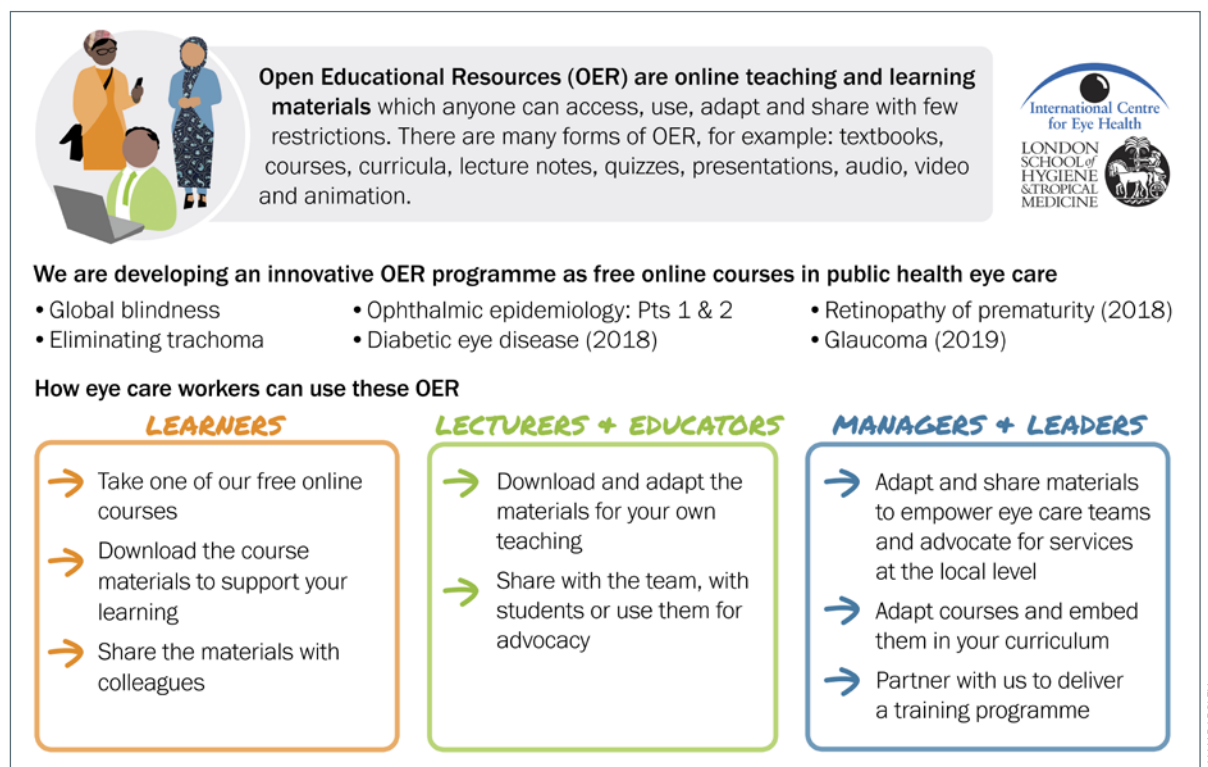 Open Educational Resources (OER) are online teaching and learning
materials which anyone can access, use, adapt and share with few
restrictions. There are many forms of OER, for example: textbooks,
courses, curricula, lecture notes, quizzes, presentations, audio, video
and animation.
International Centre
for Eye Health
LONDON
SCHOOL of
HYGIENE
& TROPICAL
MEDICINE
We are developing an innovative OER programme as free online courses in public health eye care
• Global blindness
• Eliminating trachoma
• Ophthalmic epidemiology: Pts 1 & 2
• Diabetic eye disease (2018)
• Retinopathy of prematurity (2018)
• Glaucoma (2019)
How eye care workers can use these OER
LEARNERS
Take one of our free online
courses
Download the course
materials to support your
learning
Share the materials with
colleagues
LECTURERS & EDUCATORS
Download and adapt the
materials for your own
teaching
Share with the team, with
students or use them for
advocacy
MANAGERS & LEADERS
Adapt and share materials
to empower eye care teams
and advocate for services
at the local level
Adapt courses and embed
them in your curriculum
Partner with us to deliver
a training programme